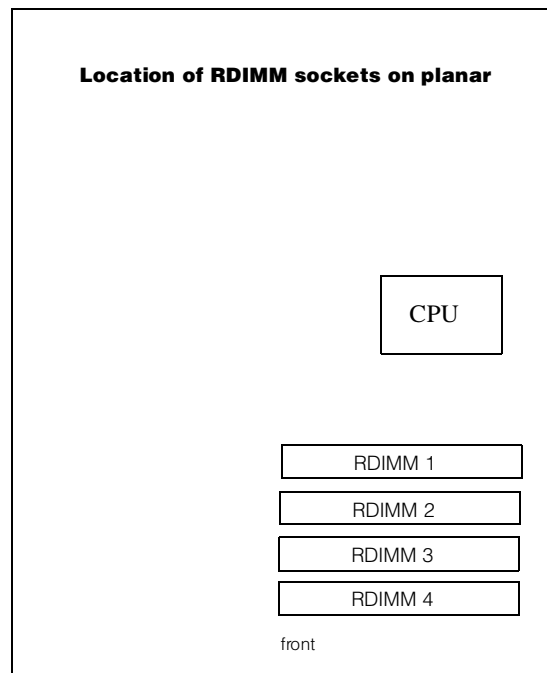 Location of RDIMM sockets on planar
CPU
RDIMM 1
RDIMM 2
RDIMM 3
RDIMM 4
front